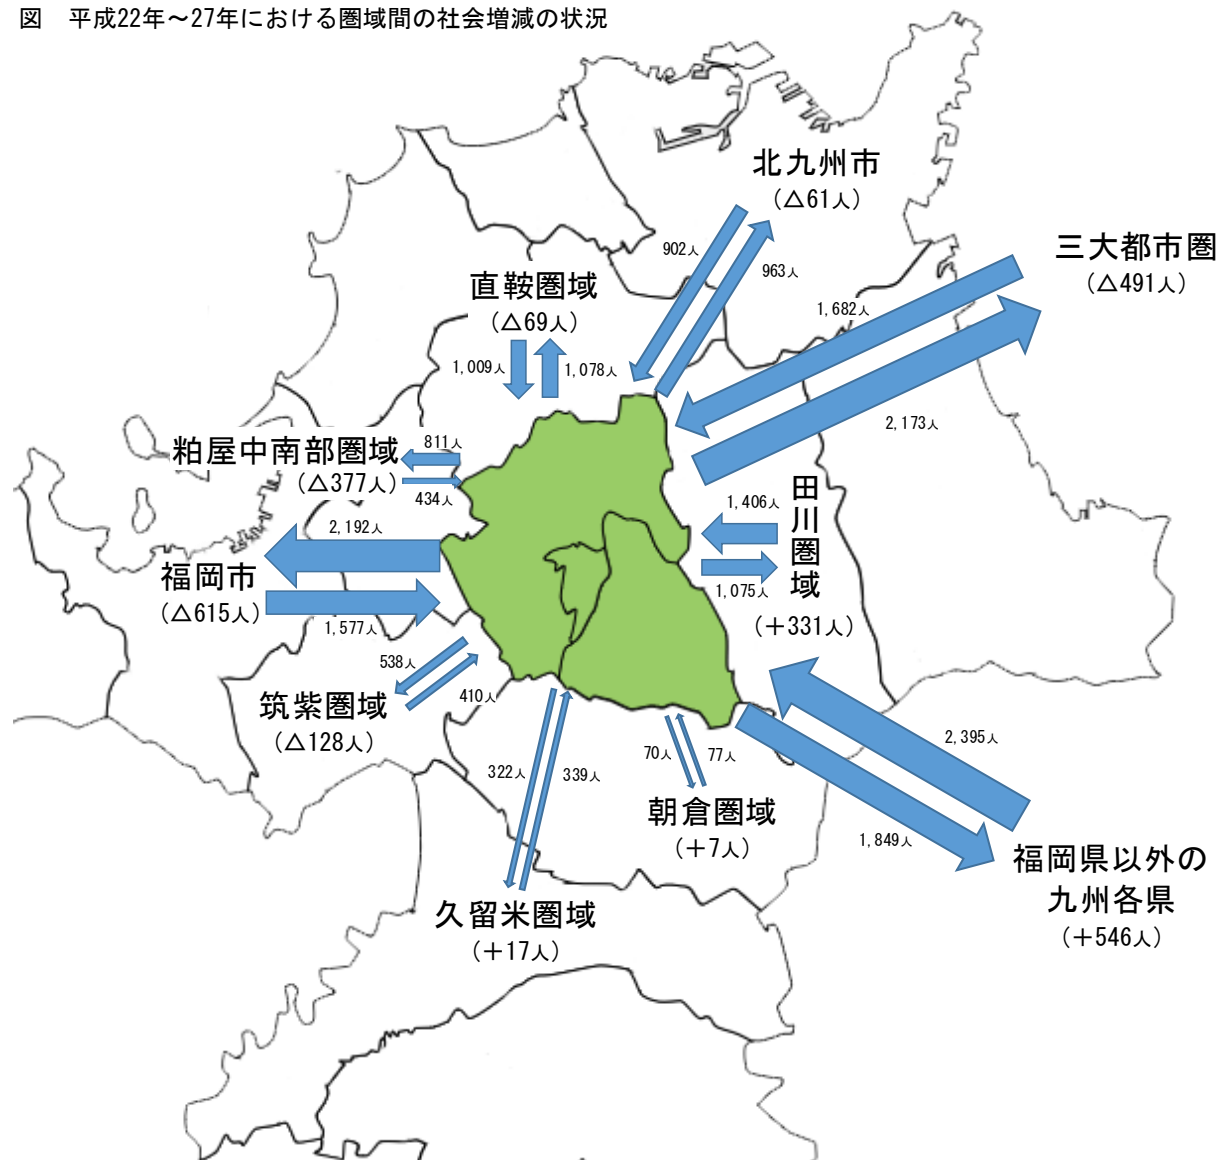 図　平成22年～27年における圏域間の社会増減の状況
北九州市
(△61人)
902人
963人
三大都市圏
(△491人)
1,682人
2,173人
直鞍圏域
(△69人)
1,009人
1,078人
粕屋中南部圏域
(△377人)
811人
434人
田川圏域
(＋331人)
1,406人
1,075人
福岡市
(△615人)
2,192人
1,577人
筑紫圏域
(△128人)
538人
410人
久留米圏域
(＋17人)
322人
339人
朝倉圏域
(＋7人)
70人
77人
福岡県以外の
九州各県
(＋546人)
2,395人
1,849人